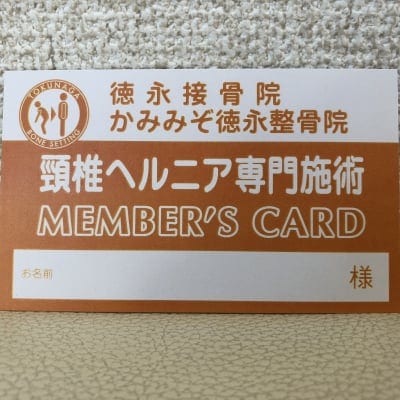 TOKUNAGA
BONE SETTING
徳永接骨院
かみみぞ徳永整骨院
頸椎ヘルニア専門施術
MEMBER'S CARD
お名前
様